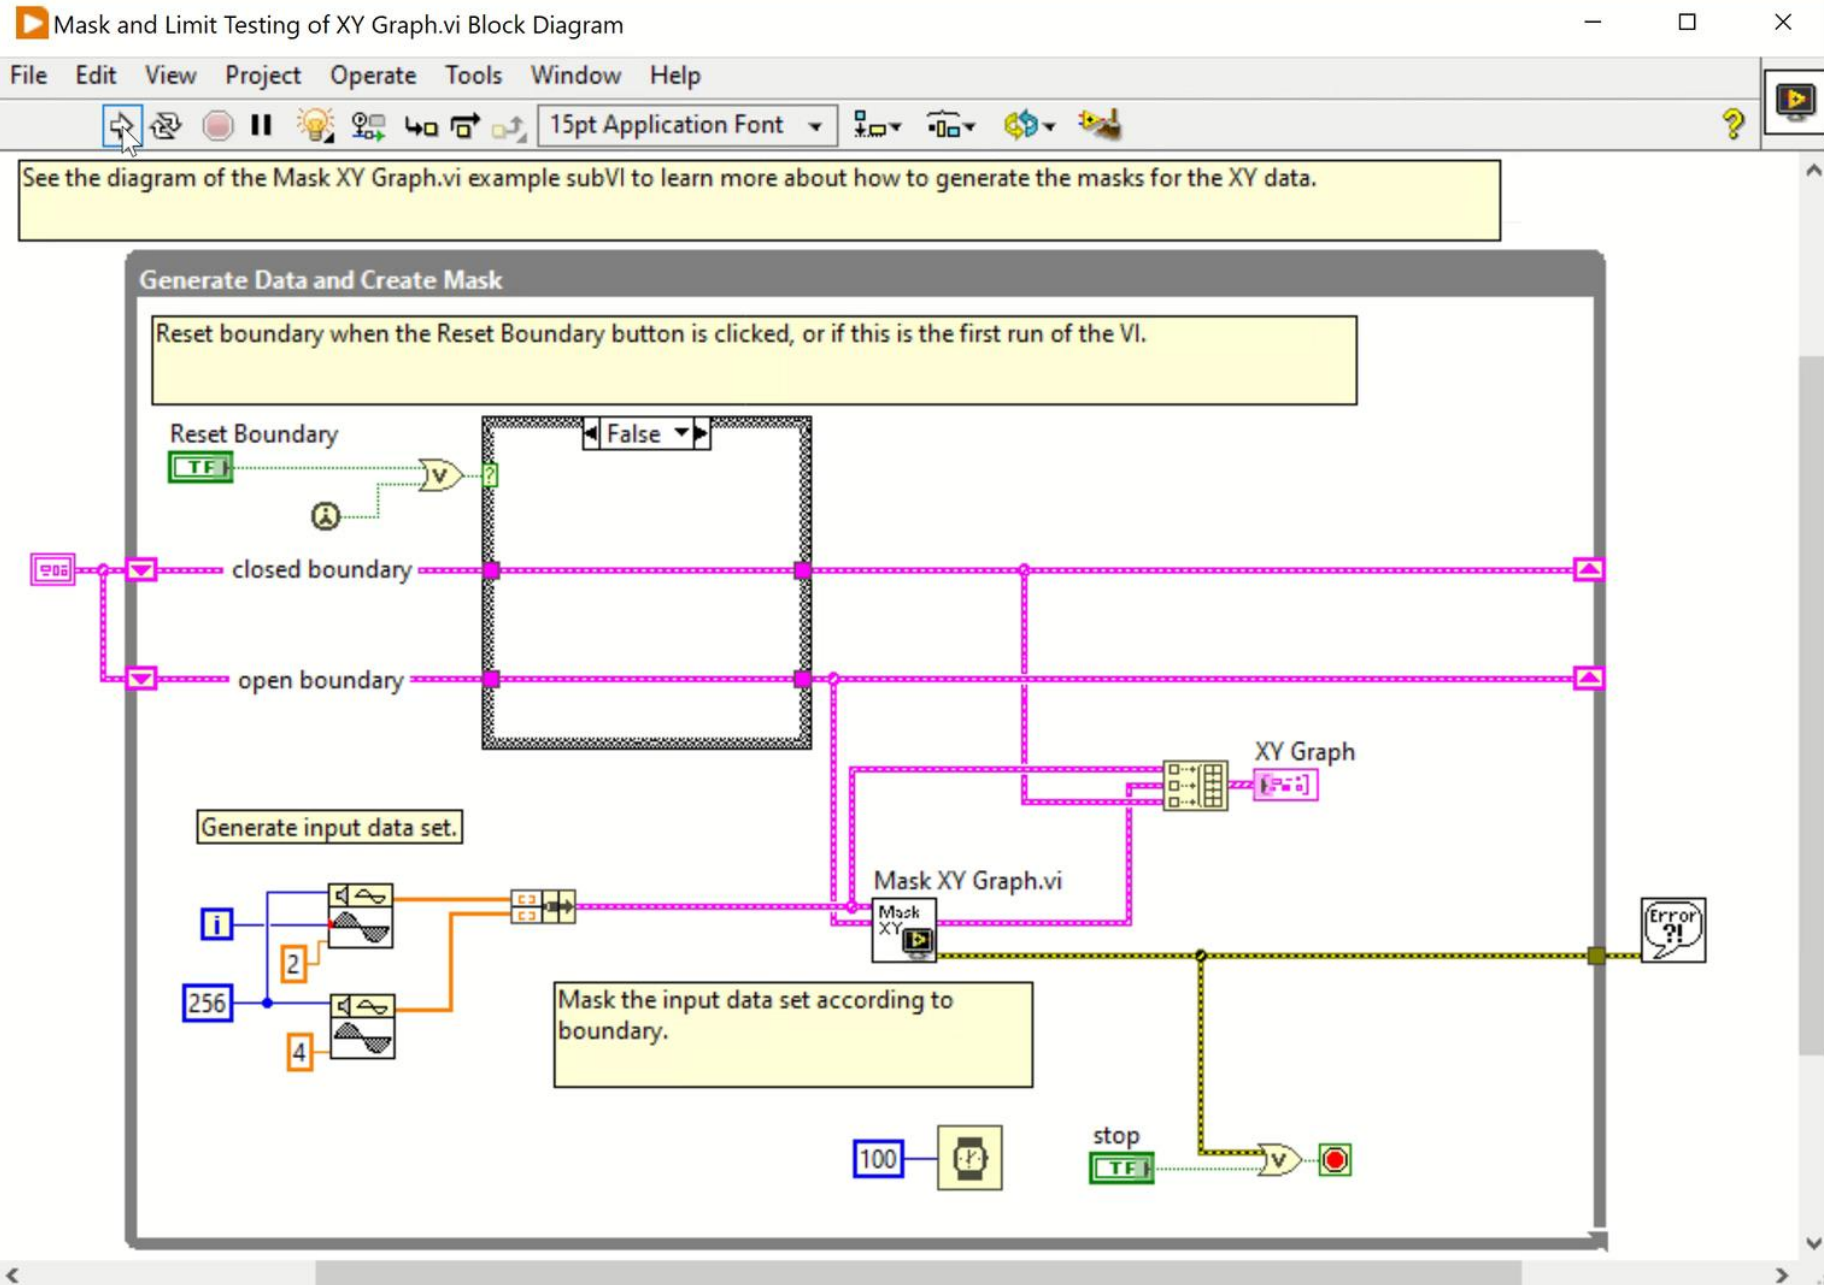 Mask and Limit Testing of XY Graph.vi Block Diagram
File Edit View Project Operate Tools Window Help
15pt Application Font
See the diagram of the Mask XY Graph.vi example subVI to learn more about how to generate the masks for the XY data.
Generate Data and Create Mask
Reset boundary when the Reset Boundary button is clicked, or if this is the first run of the VI.
Reset Boundary
False
TF
closed boundary
open boundary
XY Graph
Generate input data set.
Mask XY Graph.vi
Mask
XY
Error
?!
i
2
256
Mask the input data set according to
boundary.
4
stop
100
TF